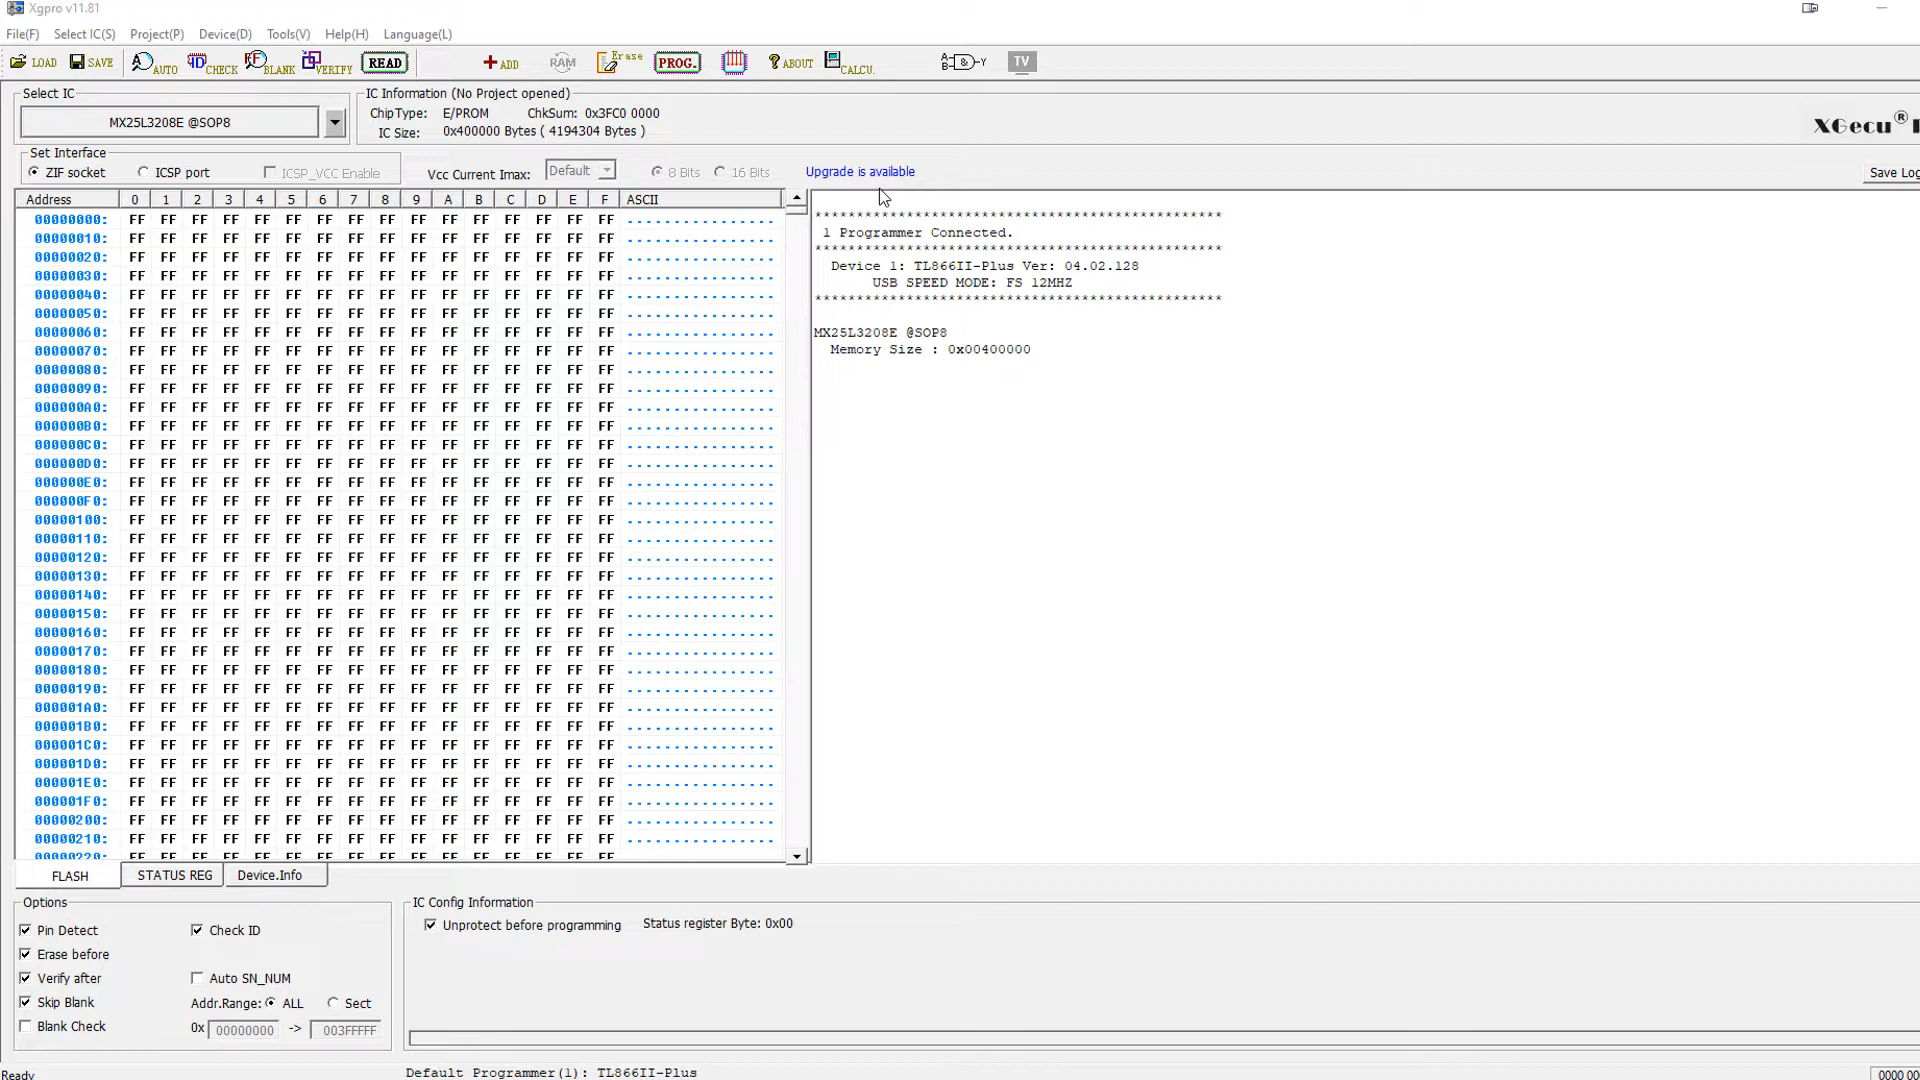 Xgpro v11.81
File(F) Select IC(S) Project(P) Device(D) Tools(V) Help(H) Language(L)
LOAD SAVE AUTO CHECK BLANK VERIFY READ ADD RAM Erase PROG. ABOUT CALCU. TV
Select IC
MX25L3208E @SOP8
IC Information (No Project opened)
ChipType: E/PROM ChkSum: 0x3FC0 0000
IC Size: 0x400000 Bytes ( 4194304 Bytes )
XGecu®
Set Interface
ZIF socket ICSP port ICSP_VCC Enable
Vcc Current Imax: Default 8 Bits 16 Bits Upgrade is available Save Log
Address 0 1 2 3 4 5 6 7 8 9 A B C D E F ASCII
00000000: FF FF FF FF FF FF FF FF FF FF FF FF FF FF FF FF ................
00000010: FF FF FF FF FF FF FF FF FF FF FF FF FF FF FF FF ................
00000020: FF FF FF FF FF FF FF FF FF FF FF FF FF FF FF FF ................
00000030: FF FF FF FF FF FF FF FF FF FF FF FF FF FF FF FF ................
00000040: FF FF FF FF FF FF FF FF FF FF FF FF FF FF FF FF ................
00000050: FF FF FF FF FF FF FF FF FF FF FF FF FF FF FF FF ................
00000060: FF FF FF FF FF FF FF FF FF FF FF FF FF FF FF FF ................
00000070: FF FF FF FF FF FF FF FF FF FF FF FF FF FF FF FF ................
00000080: FF FF FF FF FF FF FF FF FF FF FF FF FF FF FF FF ................
00000090: FF FF FF FF FF FF FF FF FF FF FF FF FF FF FF FF ................
000000A0: FF FF FF FF FF FF FF FF FF FF FF FF FF FF FF FF ................
000000B0: FF FF FF FF FF FF FF FF FF FF FF FF FF FF FF FF ................
000000C0: FF FF FF FF FF FF FF FF FF FF FF FF FF FF FF FF ................
000000D0: FF FF FF FF FF FF FF FF FF FF FF FF FF FF FF FF ................
000000E0: FF FF FF FF FF FF FF FF FF FF FF FF FF FF FF FF ................
000000F0: FF FF FF FF FF FF FF FF FF FF FF FF FF FF FF FF ................
00000100: FF FF FF FF FF FF FF FF FF FF FF FF FF FF FF FF ................
00000110: FF FF FF FF FF FF FF FF FF FF FF FF FF FF FF FF ................
00000120: FF FF FF FF FF FF FF FF FF FF FF FF FF FF FF FF ................
00000130: FF FF FF FF FF FF FF FF FF FF FF FF FF FF FF FF ................
00000140: FF FF FF FF FF FF FF FF FF FF FF FF FF FF FF FF ................
00000150: FF FF FF FF FF FF FF FF FF FF FF FF FF FF FF FF ................
00000160: FF FF FF FF FF FF FF FF FF FF FF FF FF FF FF FF ................
00000170: FF FF FF FF FF FF FF FF FF FF FF FF FF FF FF FF ................
00000180: FF FF FF FF FF FF FF FF FF FF FF FF FF FF FF FF ................
00000190: FF FF FF FF FF FF FF FF FF FF FF FF FF FF FF FF ................
000001A0: FF FF FF FF FF FF FF FF FF FF FF FF FF FF FF FF ................
000001B0: FF FF FF FF FF FF FF FF FF FF FF FF FF FF FF FF ................
000001C0: FF FF FF FF FF FF FF FF FF FF FF FF FF FF FF FF ................
000001D0: FF FF FF FF FF FF FF FF FF FF FF FF FF FF FF FF ................
000001E0: FF FF FF FF FF FF FF FF FF FF FF FF FF FF FF FF ................
000001F0: FF FF FF FF FF FF FF FF FF FF FF FF FF FF FF FF ................
00000200: FF FF FF FF FF FF FF FF FF FF FF FF FF FF FF FF ................
00000210: FF FF FF FF FF FF FF FF FF FF FF FF FF FF FF FF ................
00000220: FF FF FF FF FF FF FF FF FF FF FF FF FF FF FF FF
*************************************************
1 Programmer Connected.
*************************************************
Device 1: TL866II-Plus Ver: 04.02.128
USB SPEED MODE: FS 12MHZ
*************************************************
MX25L3208E @SOP8
Memory Size : 0x00400000
FLASH STATUS REG Device.Info
Options
Pin Detect Check ID
Erase before
Verify after Auto SN_NUM
Skip Blank Addr.Range: ALL Sect
Blank Check 0x 00000000 -> 003FFFFF
IC Config Information
Unprotect before programming Status register Byte: 0x00
Ready Default Programmer(1): TL866II-Plus 0000 00